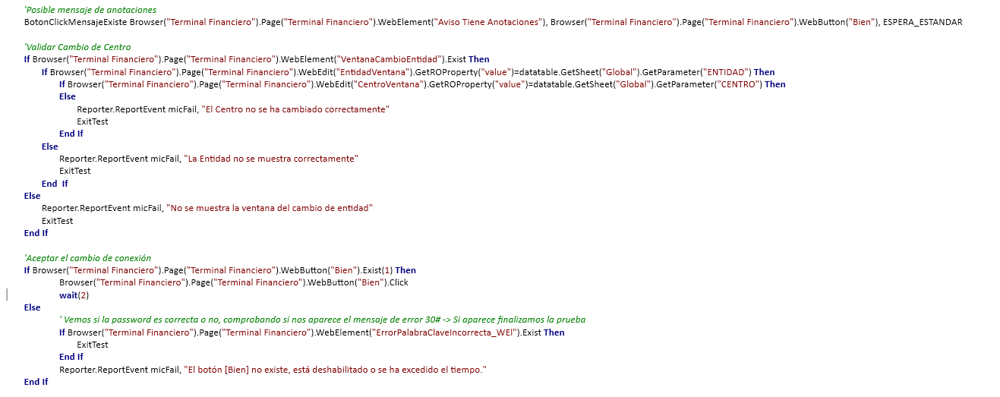 'Posible mensaje de anotaciones
BotonClickMensajeExiste Browser("Terminal Financiero").Page("Terminal Financiero").WebElement("Aviso Tiene Anotaciones"), Browser("Terminal Financiero").Page("Terminal Financiero").WebButton("Bien"), ESPERA_ESTANDAR
'Validar Cambio de Centro
If Browser("Terminal Financiero").Page("Terminal Financiero").WebElement("VentanaCambioEntidad").Exist Then
If Browser("Terminal Financiero").Page("Terminal Financiero").WebEdit("EntidadVentana").GetROProperty("value")=datatable.GetSheet("Global").GetParameter("ENTIDAD") Then
If Browser("Terminal Financiero").Page("Terminal Financiero").WebEdit("CentroVentana").GetROProperty("value")=datatable.GetSheet("Global").GetParameter("CENTRO") Then
Else
Reporter.ReportEvent micFail, "El Centro no se ha cambiado correctamente"
ExitTest
End If
Else
Reporter.ReportEvent micFail, "La Entidad no se muestra correctamente"
ExitTest
End  If
Else
Reporter.ReportEvent micFail, "No se muestra la ventana del cambio de entidad"
ExitTest
End If
'Aceptar el cambio de conexión
If Browser("Terminal Financiero").Page("Terminal Financiero").WebButton("Bien").Exist(1) Then
Browser("Terminal Financiero").Page("Terminal Financiero").WebButton("Bien").Click
wait(2)
Else
' Vemos si la password es correcta o no, comprobando si nos aparece el mensaje de error 30# -> Si aparece finalizamos la prueba
If Browser("Terminal Financiero").Page("Terminal Financiero").WebElement("ErrorPalabraClaveIncorrecta_WEl").Exist Then
ExitTest
End If
Reporter.ReportEvent micFail, "El botón [Bien] no existe, está deshabilitado o se ha excedido el tiempo."
End If